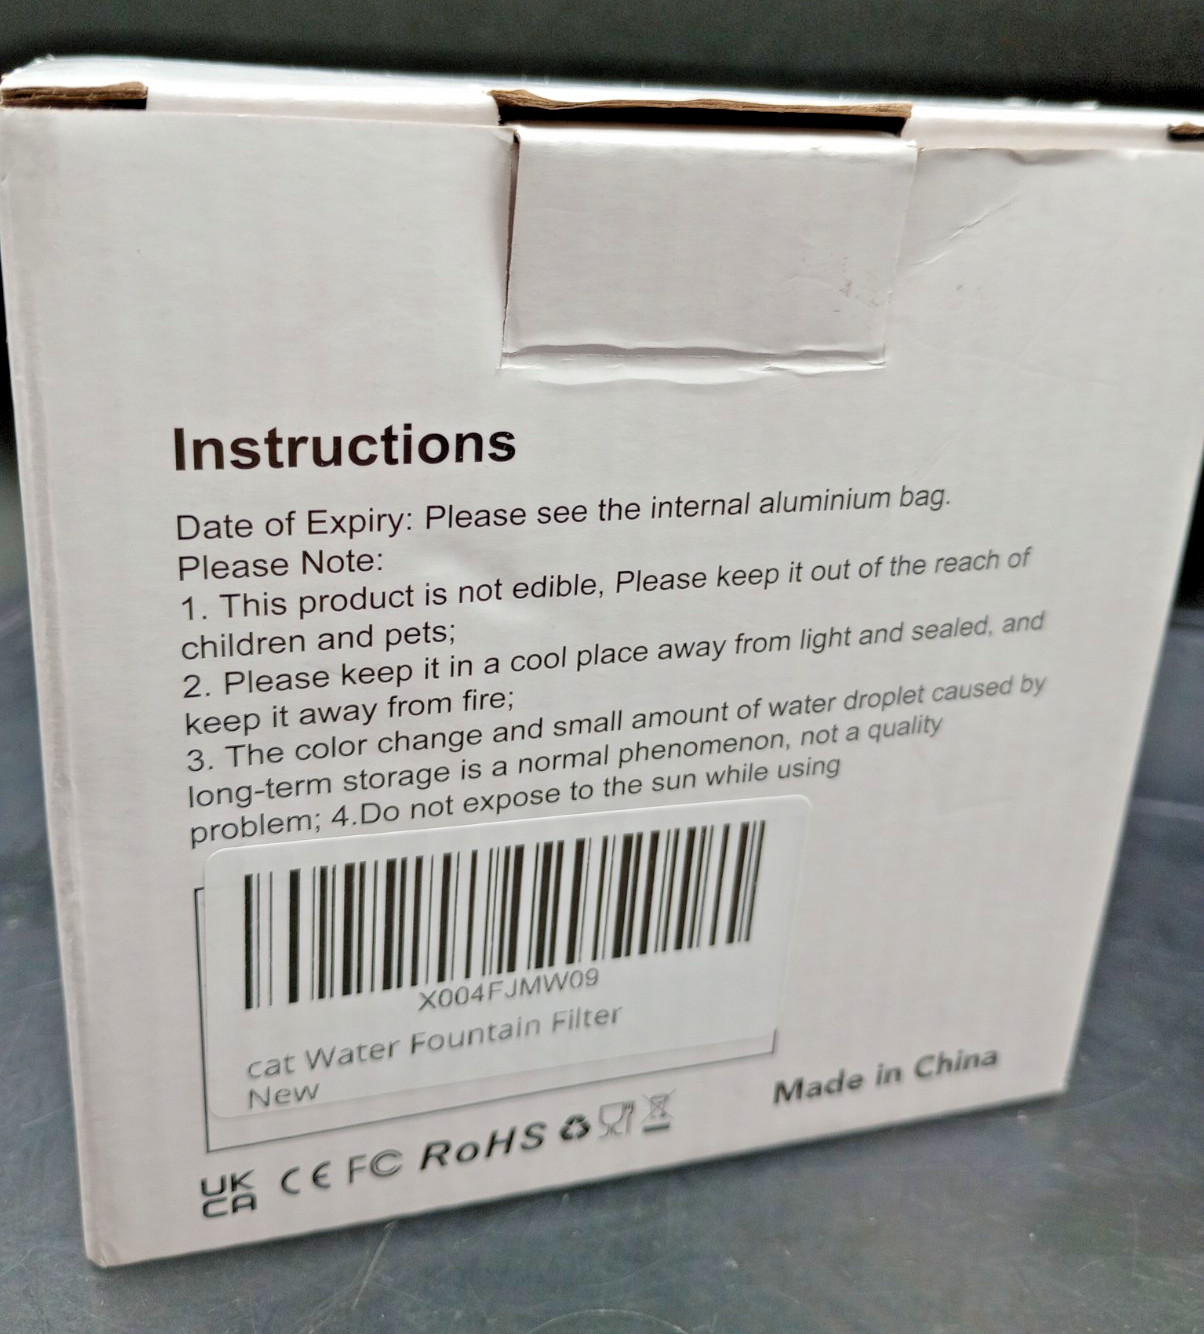 Instructions
Date of Expiry: Please see the internal aluminium bag.
Please Note:
1. This product is not edible, Please keep it out of the reach of
children and pets;
2. Please keep it in a cool place away from light and sealed, and
keep it away from fire;
3. The color change and small amount of water droplet caused by
long-term storage is a normal phenomenon, not a quality
problem; 4.Do not expose to the sun while using
X004FJMW09
cat Water Fountain Filter
New
Made in China
UK
CA CE FC RoHS